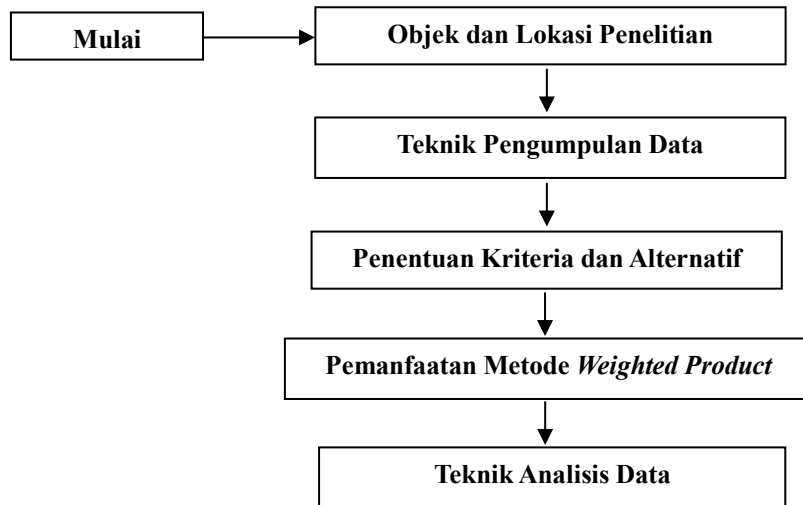 Mulai
Objek dan Lokasi Penelitian
Teknik Pengumpulan Data
Penentuan Kriteria dan Alternatif
Pemanfaatan Metode Weighted Product
Teknik Analisis Data